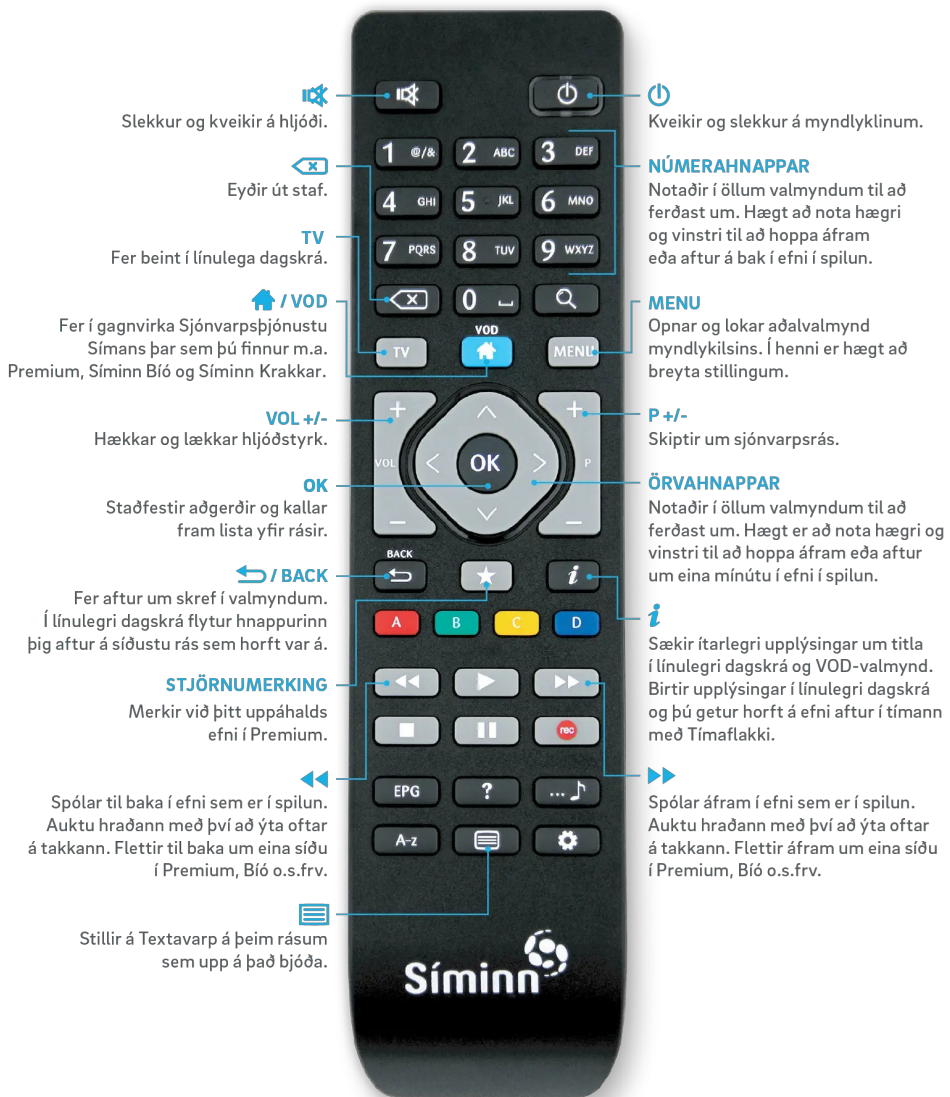 Slekkur og kveikir á hljóði.
Eyðir út staf.
TV
Fer beint í línulega dagskrá.
/ VOD
Fer í gagnvirka Sjónvarpsþjónustu
Símans þar sem þú finnur m.a.
Premium, Síminn Bíó og Síminn Krakkar.
VOL +/-
Hækkar og lækkar hljóðstyrk.
OK
Staðfestir aðgerðir og kallar
fram lista yfir rásir.
/ BACK
Fer aftur um skref í valmyndum.
Í línulegri dagskrá flytur hnappurinn
þig aftur á síðustu rás sem horft var á.
STJÖRNUMERKING
Merkir við þitt uppáhalds
efni í Premium.
Spólar til baka í efni sem er í spilun.
Auktu hraðann með því að ýta oftar
á takkann. Flettir til baka um eina síðu
í Premium, Bíó o.s.frv.
Stillir á Textavarp á þeim rásum
sem upp á það bjóða.
1 @/& 2 ABC 3 DEF
4 GHI 5 JKL 6 MNO
7 PQRS 8 TUV 9 WXYZ
0
VOD
TV MENU
+ +
VOL OK P
– –
BACK
i
A B C D
rec
EPG ? ...
A-z
Síminn
Kveikir og slekkur á myndlyklinum.
NÚMERAHNAPPAR
Notaðir í öllum valmyndum til að
ferðast um. Hægt að nota hægri
og vinstri til að hoppa áfram
eða aftur á bak í efni í spilun.
MENU
Opnar og lokar aðalvalmynd
myndlykilsins. Í henni er hægt að
breyta stillingum.
P +/-
Skiptir um sjónvarpsrás.
ÖRVAHNAPPAR
Notaðir í öllum valmyndum til að
ferðast um. Hægt er að nota hægri og
vinstri til að hoppa áfram eða aftur
um eina mínútu í efni í spilun.
i
Sækir ítarlegri upplýsingar um titla
í línulegri dagskrá og VOD-valmynd.
Birtir upplýsingar í línulegri dagskrá
og þú getur horft á efni aftur í tímann
með Tímaflakki.
Spólar áfram í efni sem er í spilun.
Auktu hraðann með því að ýta oftar
á takkann. Flettir áfram um eina síðu
í Premium, Bíó o.s.frv.